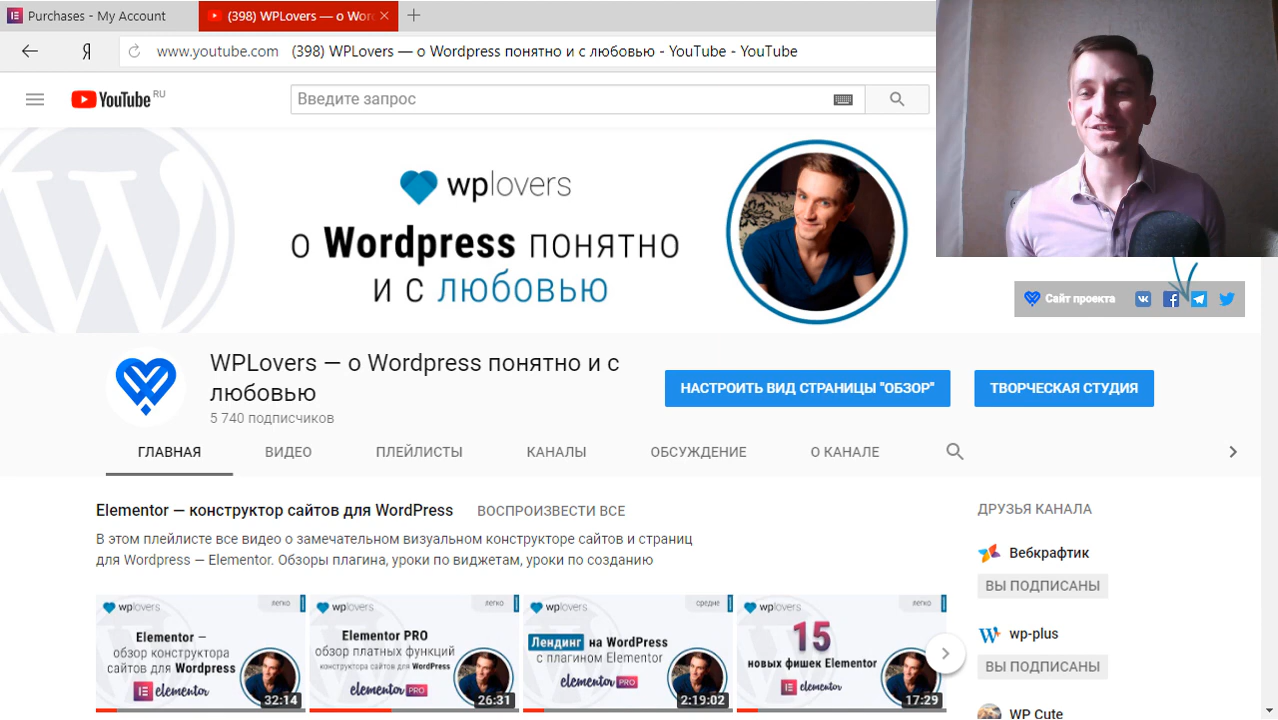 Purchases - My Account
(398) WPLovers — о Wor
www.youtube.com (398) WPLovers — о Wordpress понятно и с любовью - YouTube - YouTube
YouTube RU
Введите запрос
wplovers
о Wordpress понятно
и с любовью
Сайт проекта
WPLovers — о Wordpress понятно и с
любовью
5 740 подписчиков
НАСТРОИТЬ ВИД СТРАНИЦЫ "ОБЗОР"
ТВОРЧЕСКАЯ СТУДИЯ
ГЛАВНАЯ ВИДЕО ПЛЕЙЛИСТЫ КАНАЛЫ ОБСУЖДЕНИЕ О КАНАЛЕ
Elementor — конструктор сайтов для WordPress ВОСПРОИЗВЕСТИ ВСЕ
В этом плейлисте все видео о замечательном визуальном конструкторе сайтов и страниц
для Wordpress — Elementor. Обзоры плагина, уроки по виджетам, уроки по созданию
wplovers легко
Elementor —
обзор конструктора
сайтов для Wordpress
elementor
32:14
wplovers легко
Elementor PRO
обзор платных функций
конструктора сайтов для WordPress
elementor PRO
26:31
wplovers средне
Лендинг на WordPress
с плагином Elementor
elementor PRO
2:19:02
wplovers легко
15
новых фишек Elementor
elementor
17:29
ДРУЗЬЯ КАНАЛА
Вебкрафтик
ВЫ ПОДПИСАНЫ
wp-plus
ВЫ ПОДПИСАНЫ
WP Cute